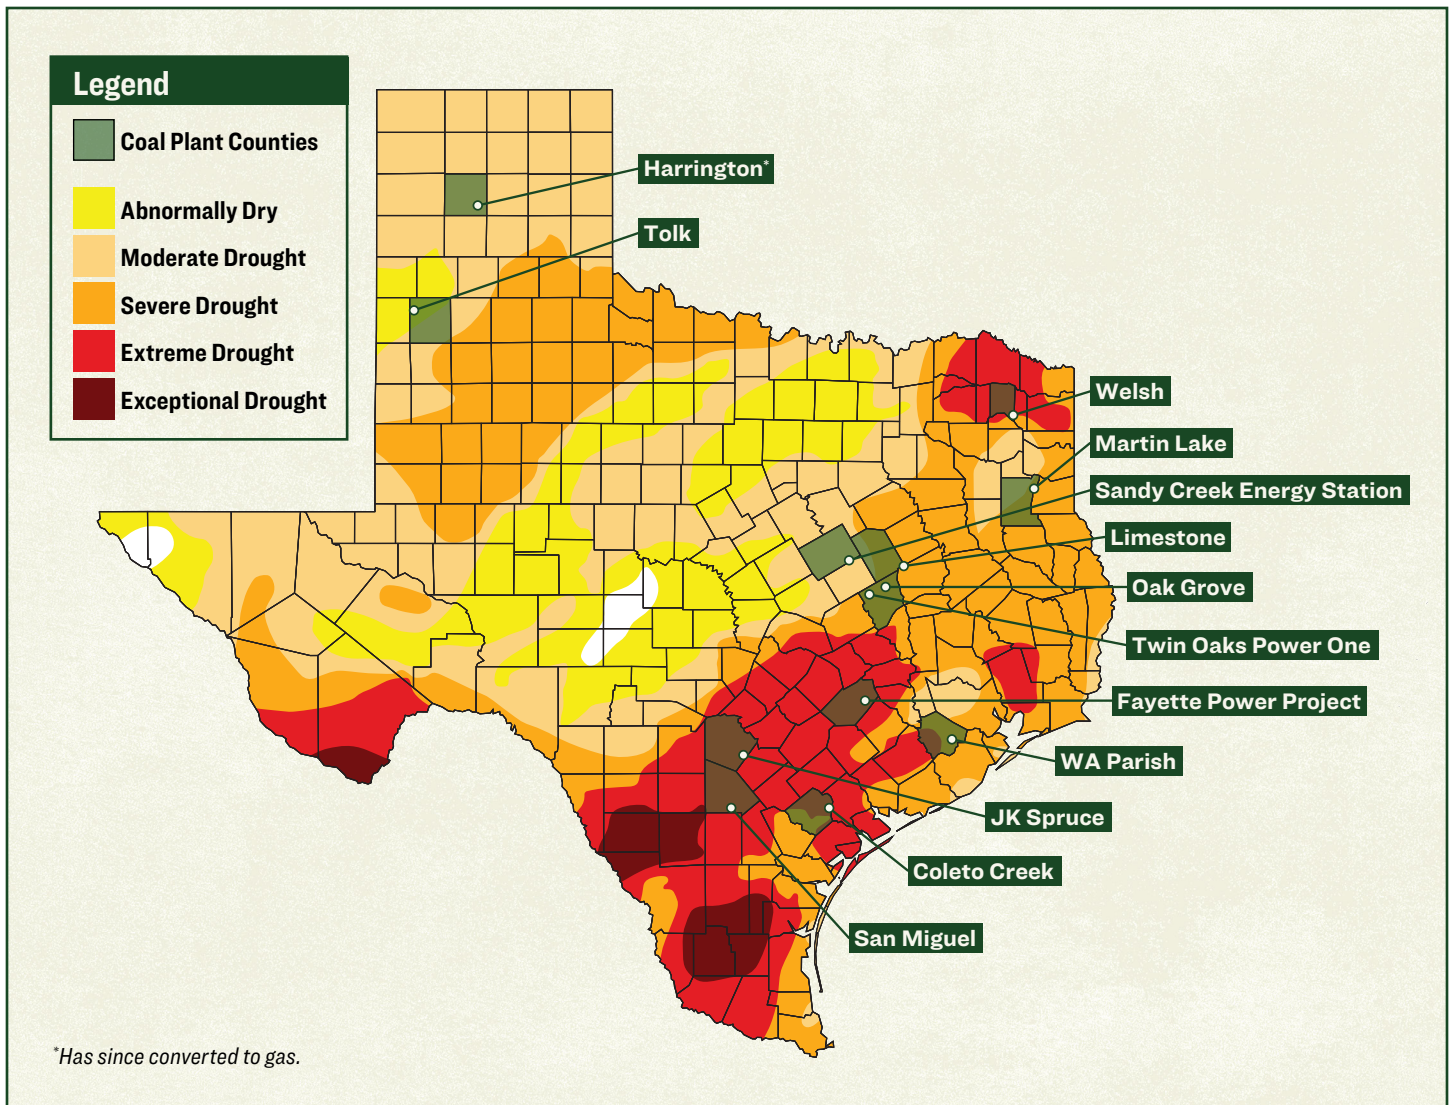 Legend
Coal Plant Counties
Abnormally Dry
Moderate Drought
Severe Drought
Extreme Drought
Exceptional Drought
Harrington*
Tolk
Welsh
Martin Lake
Sandy Creek Energy Station
Limestone
Oak Grove
Twin Oaks Power One
Fayette Power Project
WA Parish
JK Spruce
Coleto Creek
San Miguel
*Has since converted to gas.